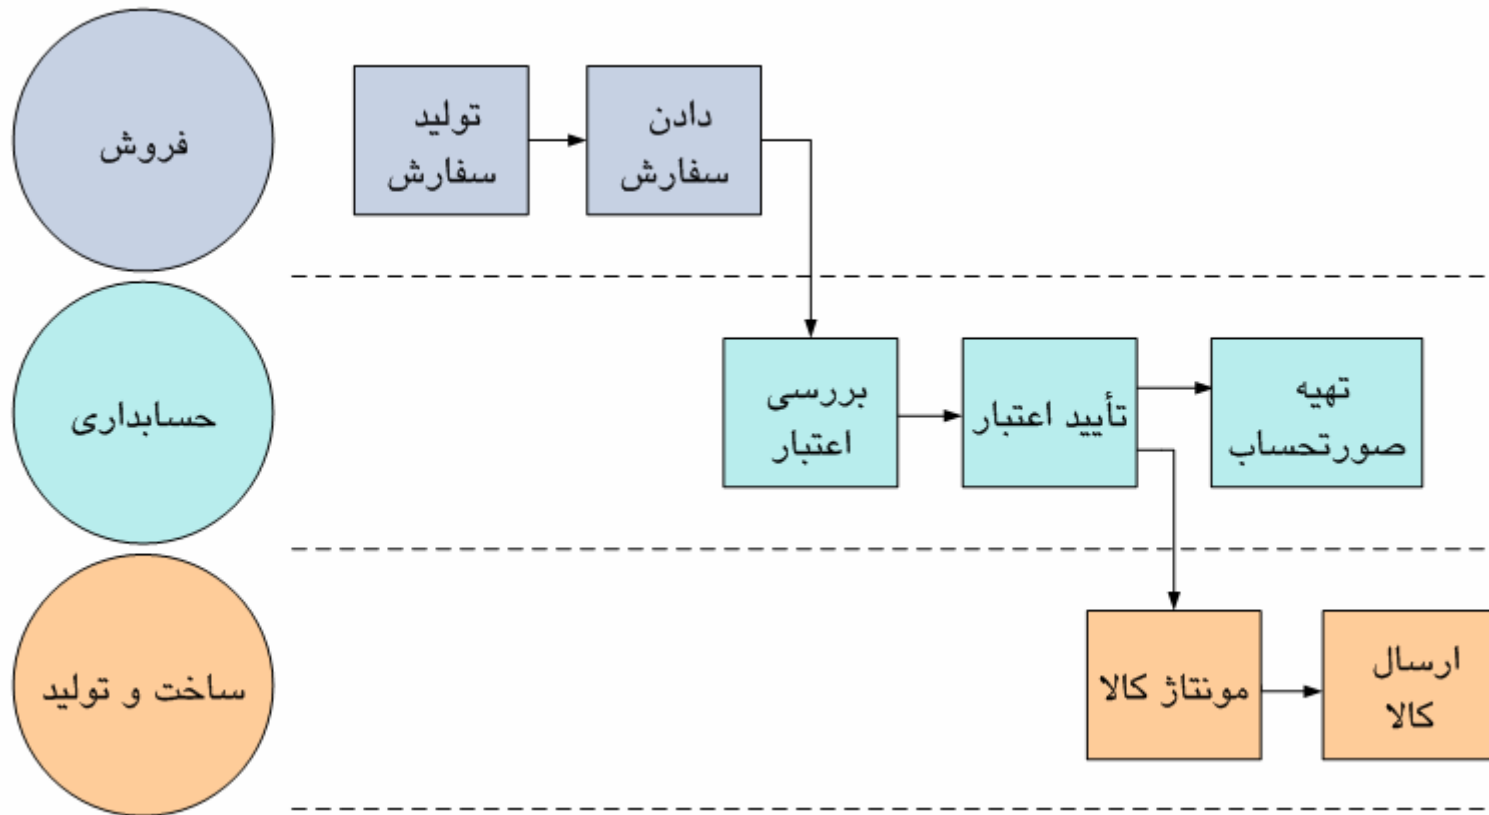 فروش
تولید
سفارش
دادن
سفارش
حسابداری
بررسی
اعتبار
تأیید اعتبار
تهیه
صورتحساب
ساخت و تولید
مونتاژ کالا
ارسال
کالا